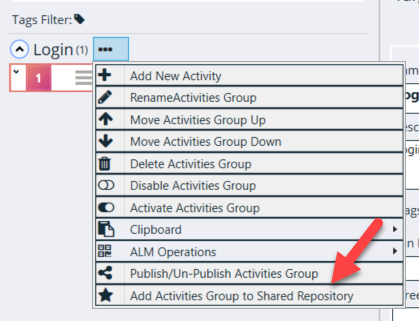 Tags Filter:
Login (1) •••
1
Add New Activity
RenameActivities Group
Move Activities Group Up
Move Activities Group Down
Delete Activities Group
Disable Activities Group
Activate Activities Group
Clipboard
ALM Operations
Publish/Un-Publish Activities Group
Add Activities Group to Shared Repository